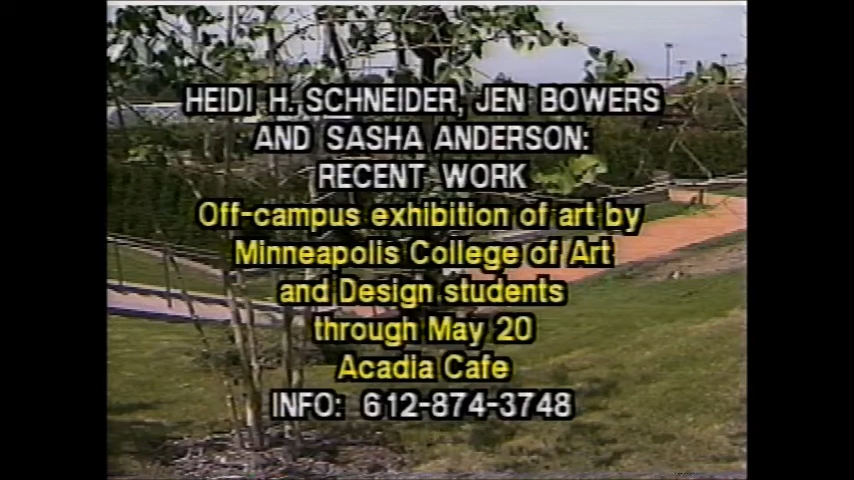 HEIDI H. SCHNEIDER, JEN BOWERS
AND SASHA ANDERSON:
RECENT WORK
Off-campus exhibition of art by
Minneapolis College of Art
and Design students
through May 20
Acadia Cafe
INFO: 612-874-3748